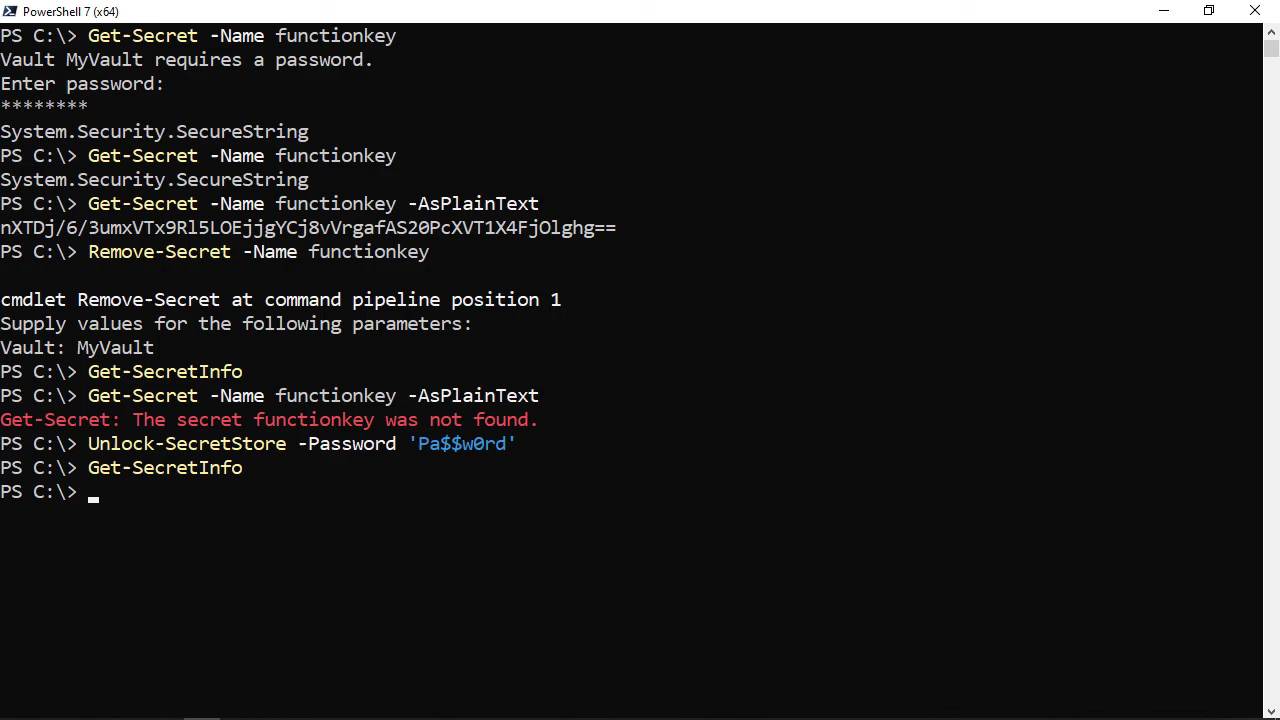 PowerShell 7 (x64)
PS C:\> Get-Secret -Name functionkey
Vault MyVault requires a password.
Enter password:
********
System.Security.SecureString
PS C:\> Get-Secret -Name functionkey
System.Security.SecureString
PS C:\> Get-Secret -Name functionkey -AsPlainText
nXTDj/6/3umxVTx9Rl5LOEjjgYCj8vVrgafAS20PcXVT1X4FjOlghg==
PS C:\> Remove-Secret -Name functionkey
cmdlet Remove-Secret at command pipeline position 1
Supply values for the following parameters:
Vault: MyVault
PS C:\> Get-SecretInfo
PS C:\> Get-Secret -Name functionkey -AsPlainText
Get-Secret: The secret functionkey was not found.
PS C:\> Unlock-SecretStore -Password 'Pa$$w0rd'
PS C:\> Get-SecretInfo
PS C:\>